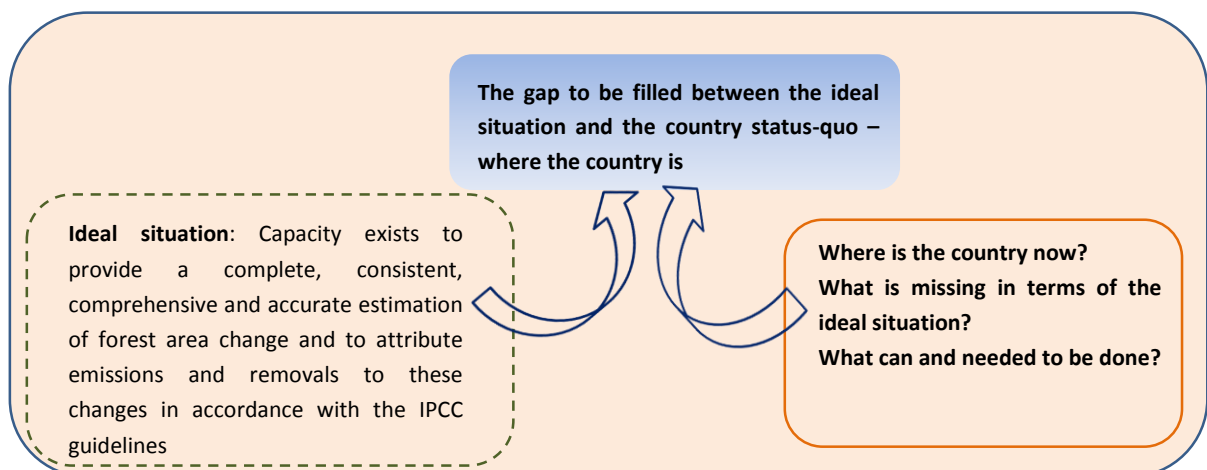 The gap to be filled between the ideal
situation and the country status-quo –
where the country is
Ideal situation: Capacity exists to
provide a complete, consistent,
comprehensive and accurate estimation
of forest area change and to attribute
emissions and removals to these
changes in accordance with the IPCC
guidelines
Where is the country now?
What is missing in terms of the
ideal situation?
What can and needed to be done?